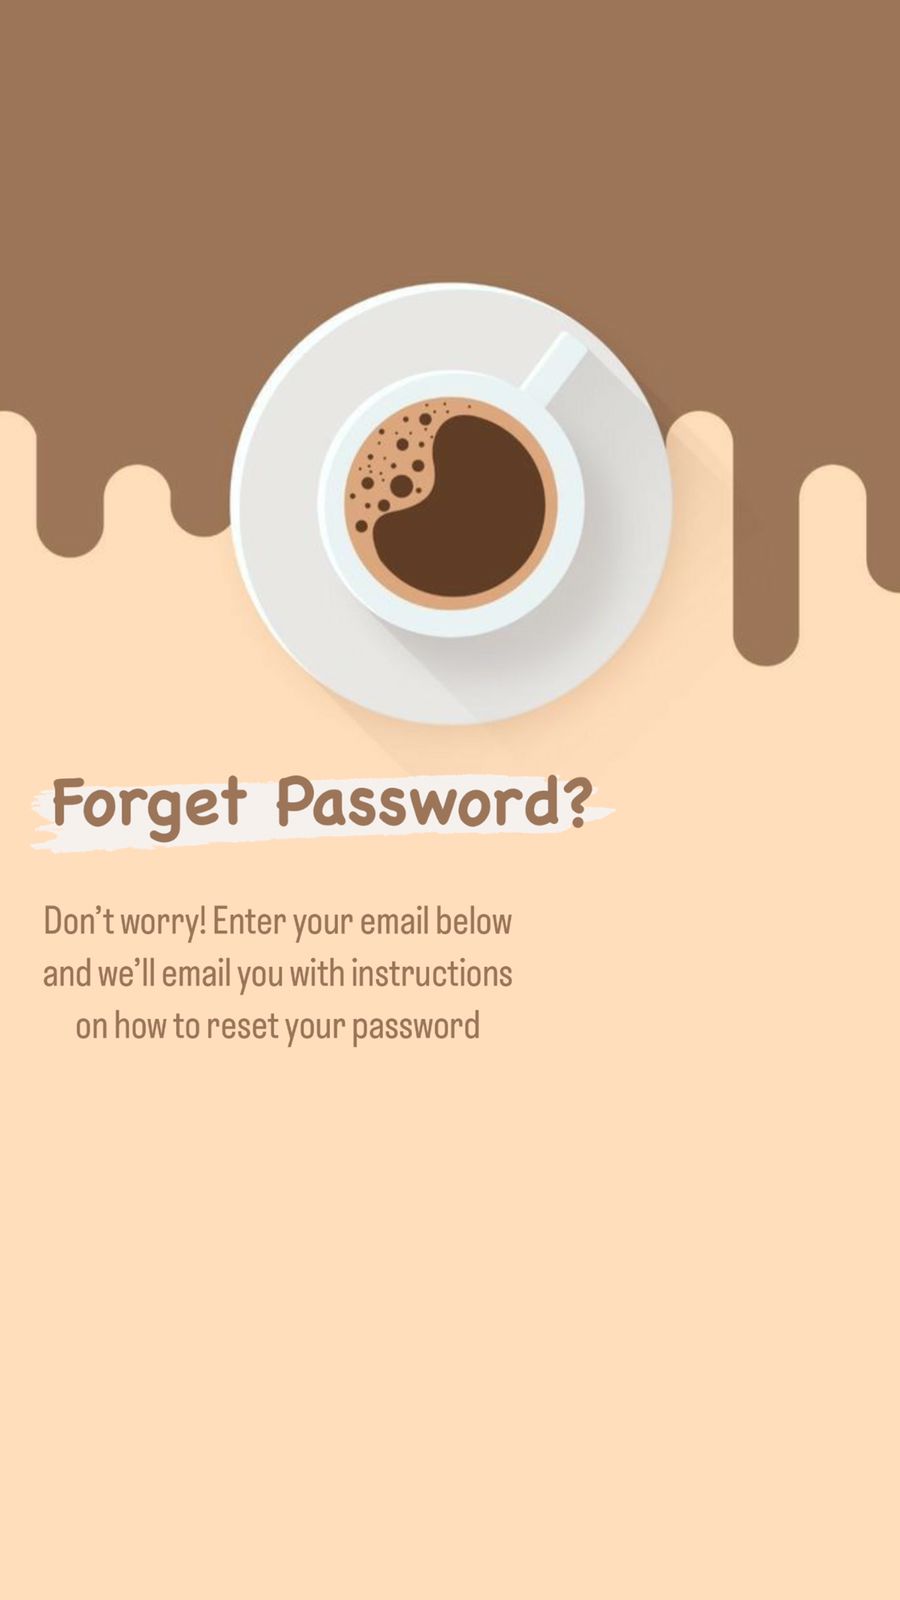 Forget Password?
Don’t worry! Enter your email below
and we’ll email you with instructions
on how to reset your password